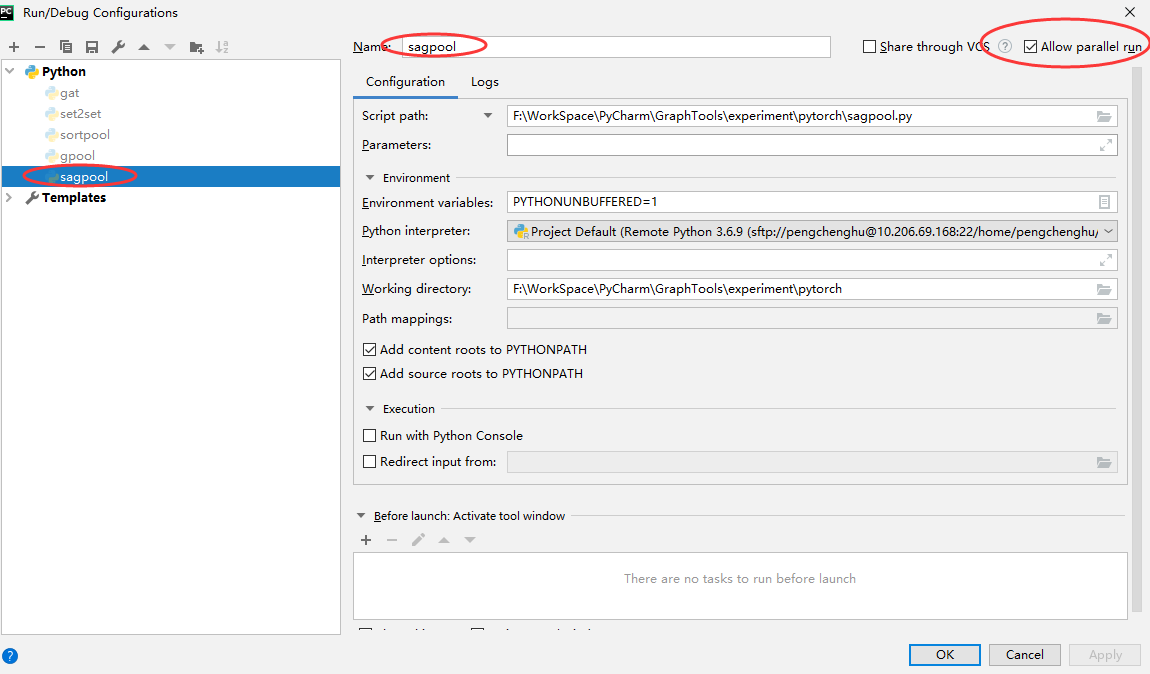 PC Run/Debug Configurations
Name: sagpool Share through VCS ? Allow parallel run
Python
gat
set2set
sortpool
gpool
sagpool
Templates
Configuration Logs
Script path: F:\WorkSpace\PyCharm\GraphTools\experiment\pytorch\sagpool.py
Parameters:
Environment
Environment variables: PYTHONUNBUFFERED=1
Python interpreter: Project Default (Remote Python 3.6.9 (sftp://pengchenghu@10.206.69.168:22/home/pengchenghu/
Interpreter options:
Working directory: F:\WorkSpace\PyCharm\GraphTools\experiment\pytorch
Path mappings:
Add content roots to PYTHONPATH
Add source roots to PYTHONPATH
Execution
Run with Python Console
Redirect input from:
Before launch: Activate tool window
There are no tasks to run before launch
? OK Cancel Apply